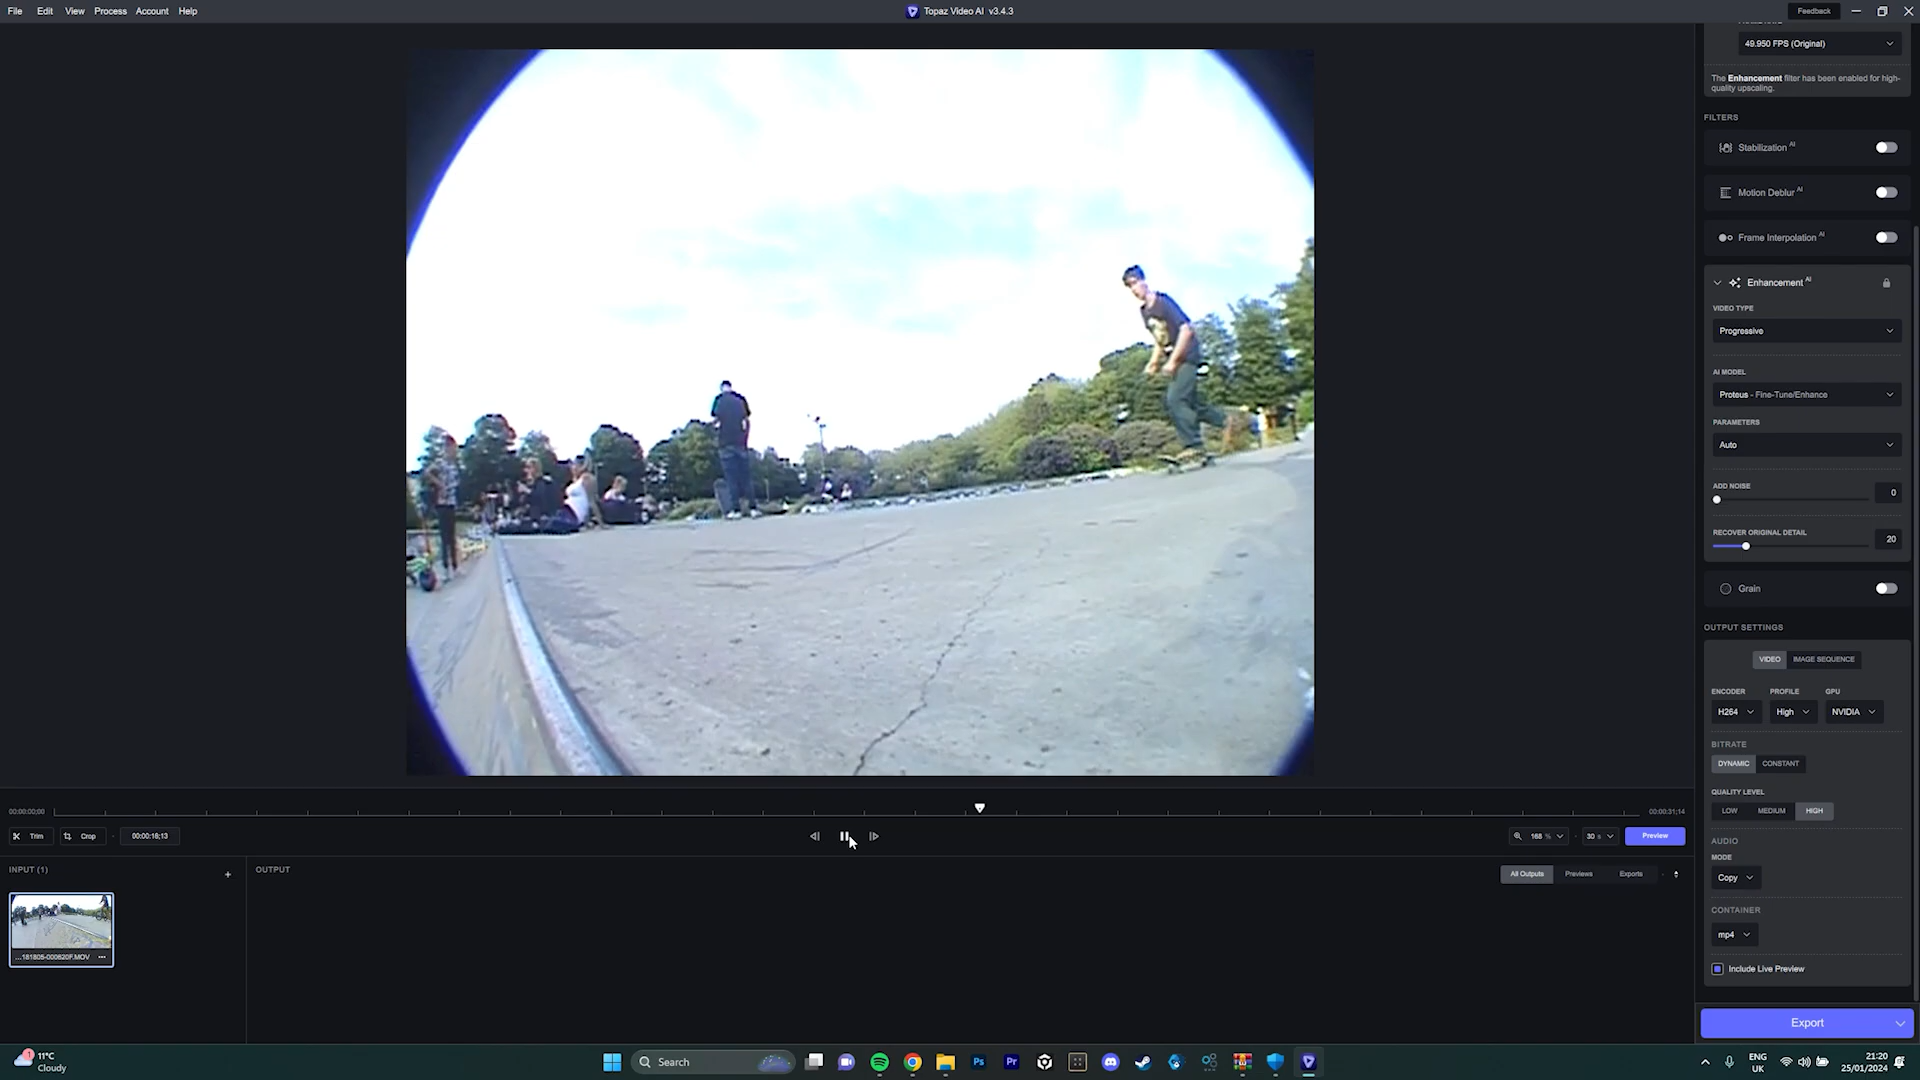 File Edit View Process Account Help
Topaz Video AI v3.4.3
Feedback
49.950 FPS (Original)
The Enhancement filter has been enabled for high-
quality upscaling.
FILTERS
Stabilization AI
Motion Deblur AI
Frame Interpolation AI
Enhancement AI
VIDEO TYPE
Progressive
AI MODEL
Proteus - Fine-Tune/Enhance
PARAMETERS
Auto
ADD NOISE
0
RECOVER ORIGINAL DETAIL
20
Grain
OUTPUT SETTINGS
VIDEO IMAGE SEQUENCE
ENCODER PROFILE GPU
H264 High NVIDIA
BITRATE
DYNAMIC CONSTANT
QUALITY LEVEL
LOW MEDIUM HIGH
AUDIO
MODE
Copy
CONTAINER
mp4
Include Live Preview
Export
00:00:00;00
00:00:31;14
Trim Crop 00:00:18;13
168 % 30 s Preview
INPUT (1)
OUTPUT
All Outputs Previews Exports
...181805-000620F.MOV
1
11°C
Cloudy
Search
Ps
Pr
ENG
UK
21:20
25/01/2024